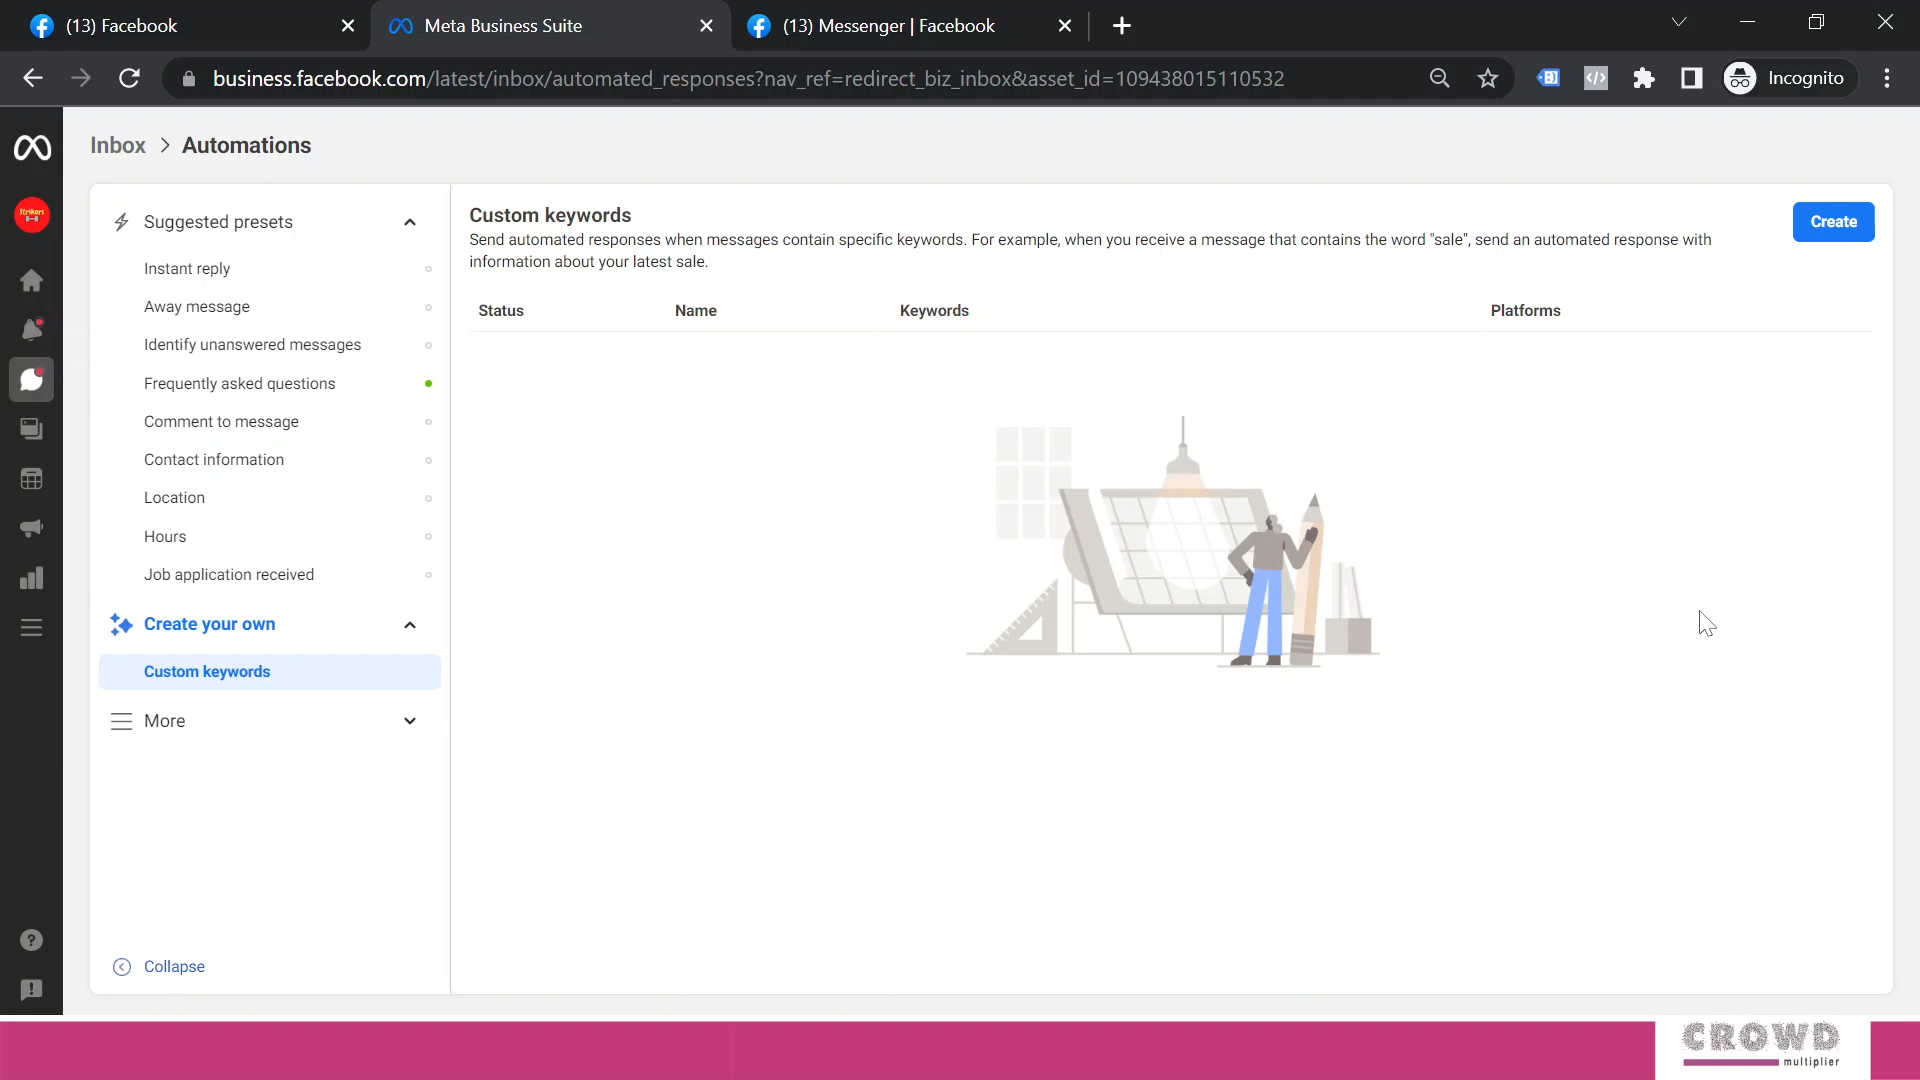 (13) Facebook
Meta Business Suite
(13) Messenger | Facebook
business.facebook.com/latest/inbox/automated_responses?nav_ref=redirect_biz_inbox&asset_id=109438015110532
Incognito
Inbox > Automations
Strikers
Suggested presets
Instant reply
Away message
Identify unanswered messages
Frequently asked questions
Comment to message
Contact information
Location
Hours
Job application received
Create your own
Custom keywords
More
Collapse
Custom keywords
Create
Send automated responses when messages contain specific keywords. For example, when you receive a message that contains the word "sale", send an automated response with
information about your latest sale.
Status Name Keywords Platforms
CROWD
multiplier